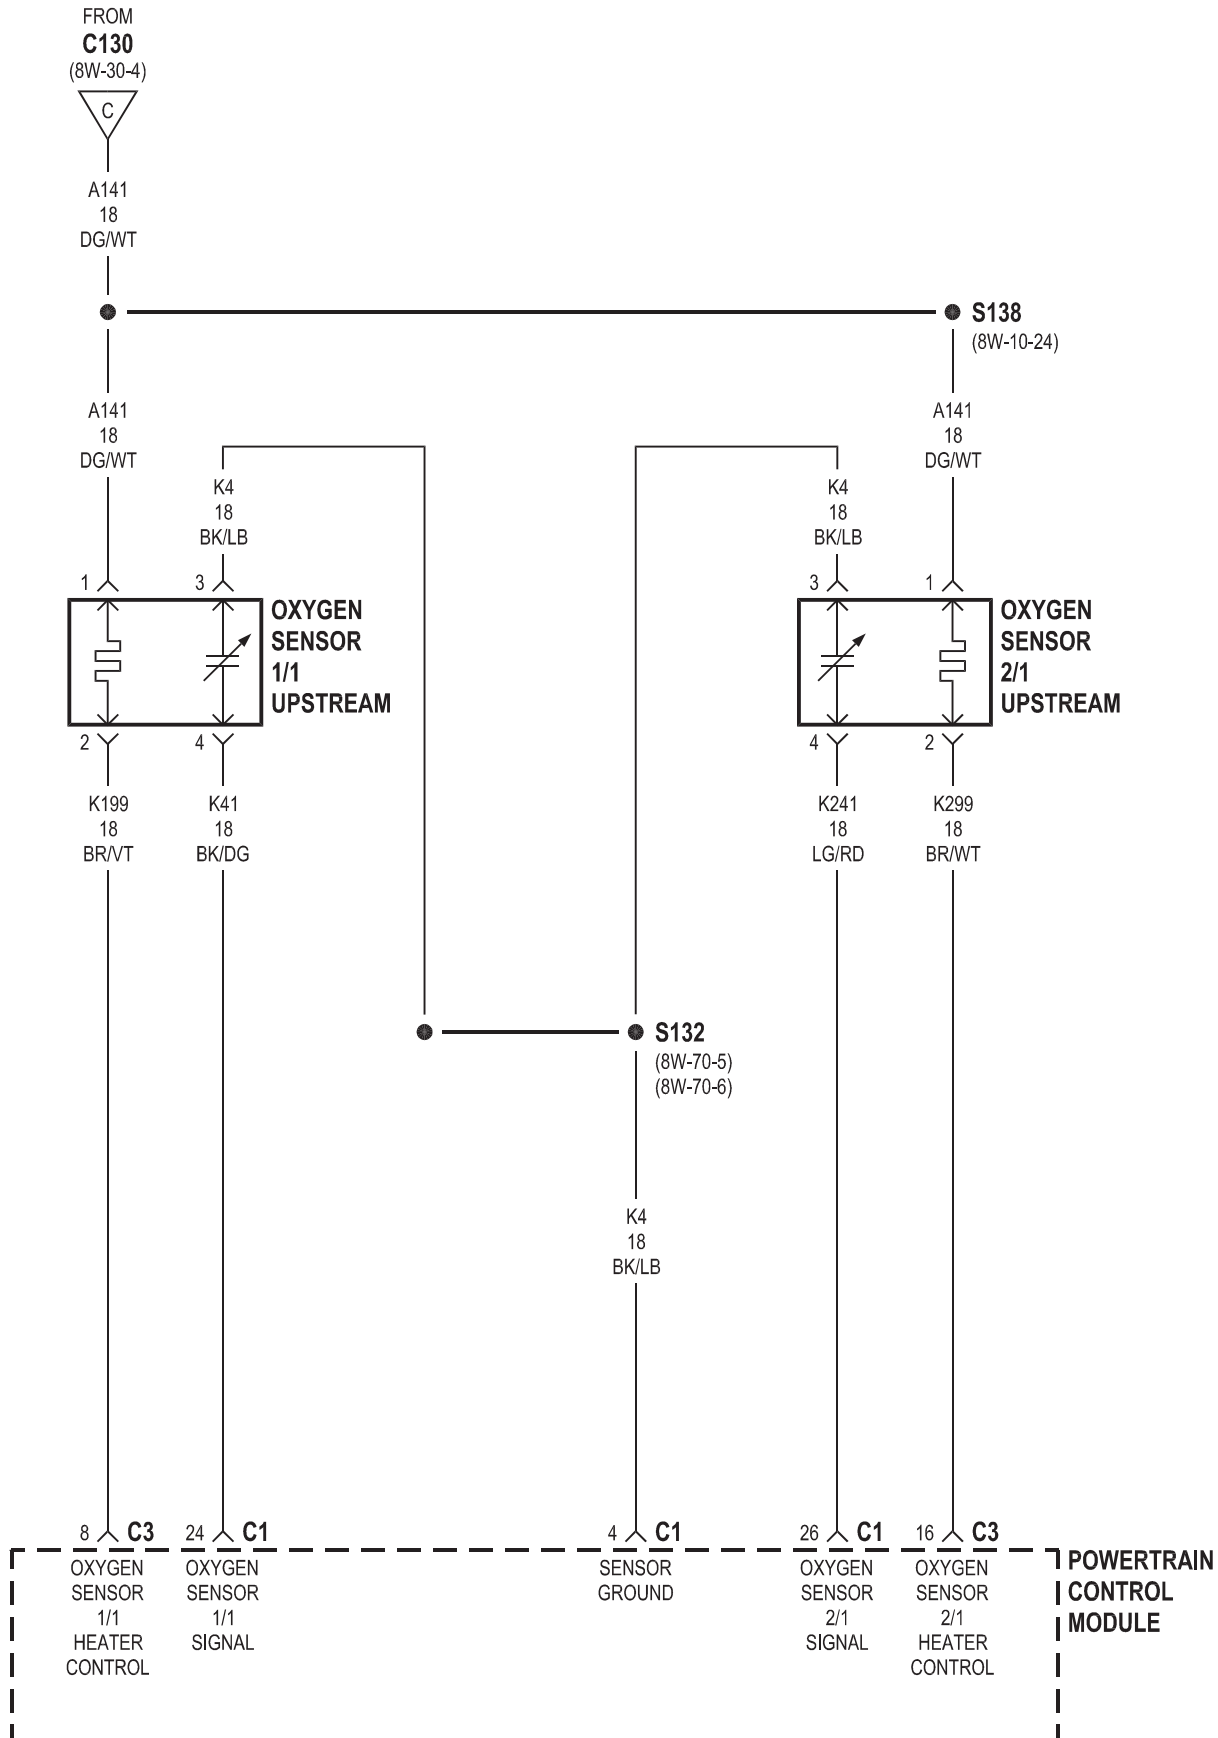 FROM
C130
(8W-30-4)
C
A141
18
DG/WT
S138
(8W-10-24)
A141
18
DG/WT
K4
18
BK/LB
K4
18
BK/LB
A141
18
DG/WT
1
3
3
1
OXYGEN
SENSOR
1/1
UPSTREAM
OXYGEN
SENSOR
2/1
UPSTREAM
2
4
4
2
K199
18
BR/VT
K41
18
BK/DG
K241
18
LG/RD
K299
18
BR/WT
S132
(8W-70-5)
(8W-70-6)
K4
18
BK/LB
8 C3
24 C1
4 C1
26 C1
16 C3
OXYGEN
SENSOR
1/1
HEATER
CONTROL
OXYGEN
SENSOR
1/1
SIGNAL
SENSOR
GROUND
OXYGEN
SENSOR
2/1
SIGNAL
OXYGEN
SENSOR
2/1
HEATER
CONTROL
POWERTRAIN
CONTROL
MODULE